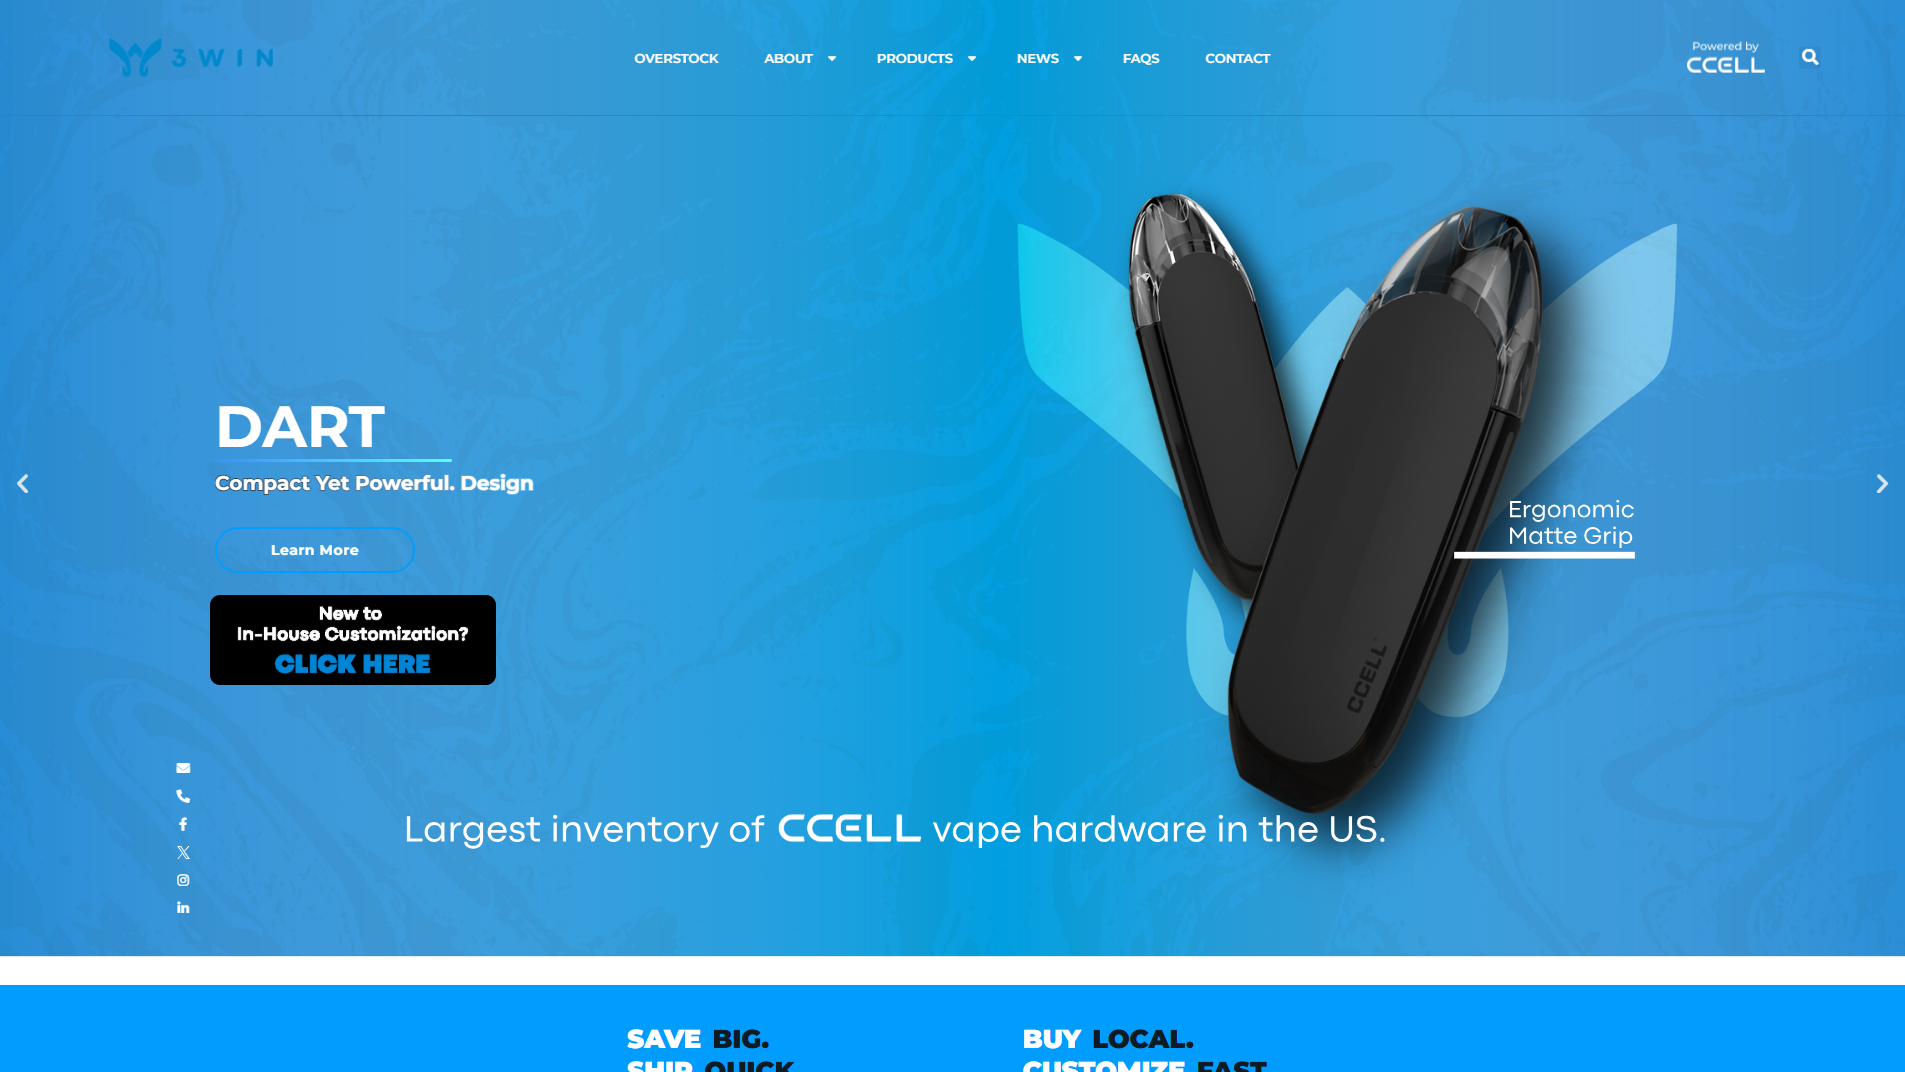 3WIN
OVERSTOCK
ABOUT
PRODUCTS
NEWS
FAQS
CONTACT
Powered by
CCELL
DART
Compact Yet Powerful. Design
Learn More
New to
In-House Customization?
CLICK HERE
Ergonomic
Matte Grip
CCELL
Largest inventory of CCELL vape hardware in the US.
SAVE BIG.
SHIP QUICK
BUY LOCAL.
CUSTOMIZE FAST